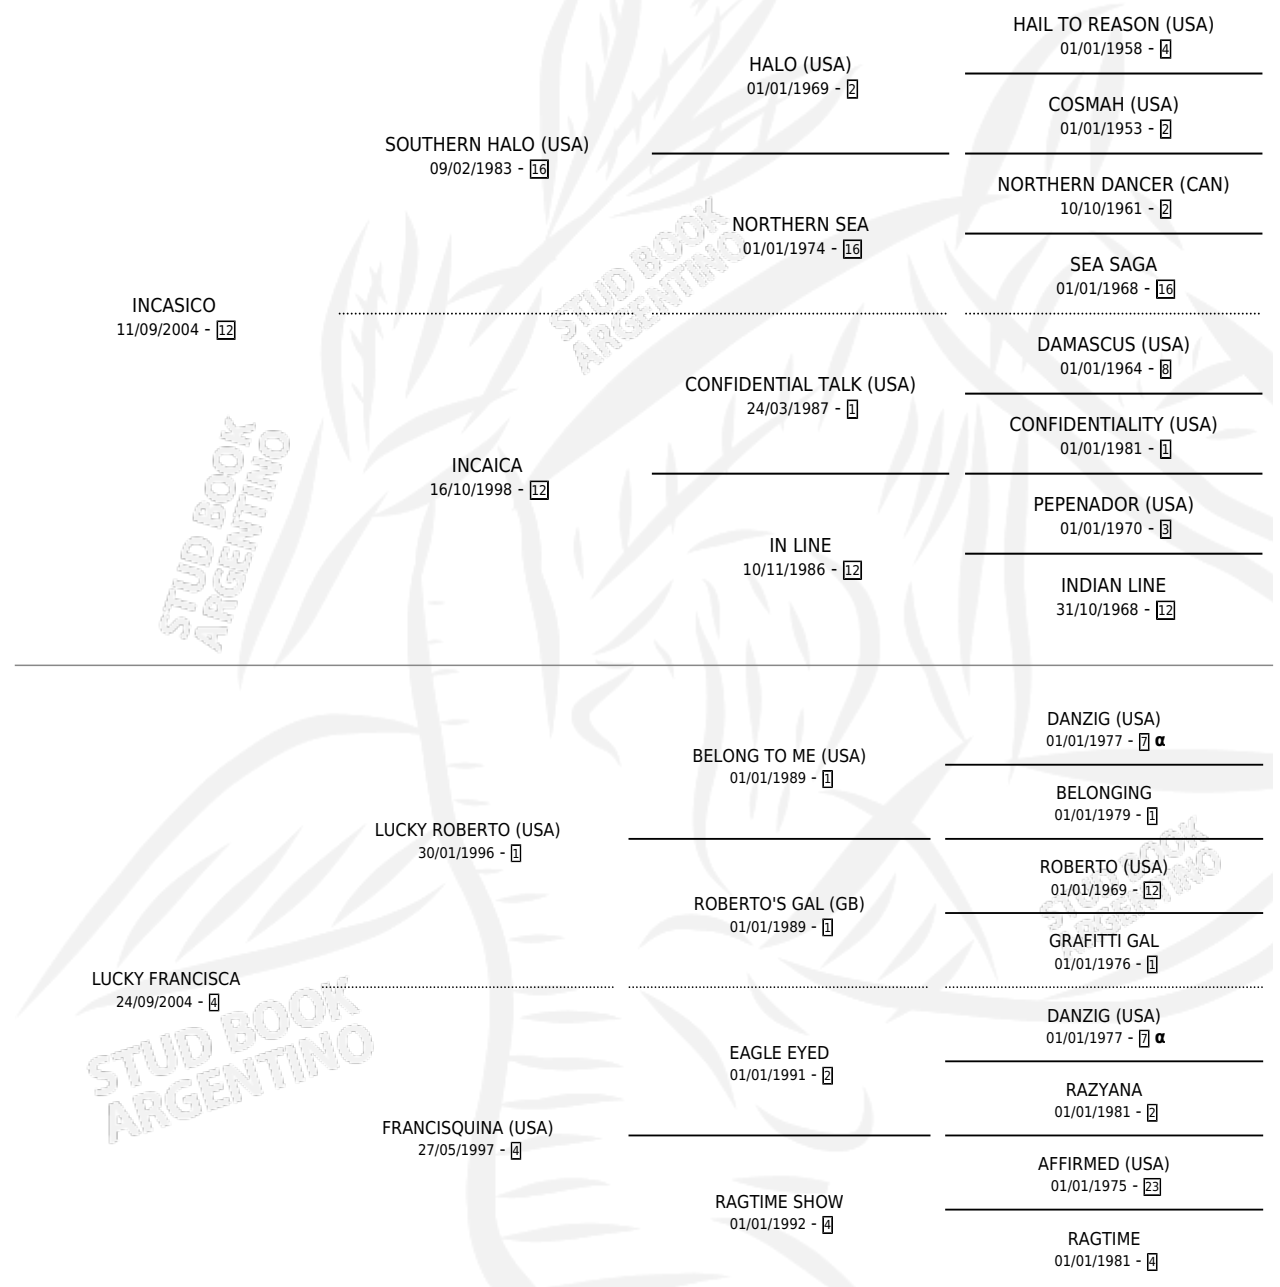 HAIL TO REASON (USA)
01/01/1958 - 4
HALO (USA)
01/01/1969 - 2
COSMAH (USA)
01/01/1953 - 2
SOUTHERN HALO (USA)
09/02/1983 - 16
NORTHERN DANCER (CAN)
10/10/1961 - 2
NORTHERN SEA
01/01/1974 - 16
SEA SAGA
01/01/1968 - 16
INCASICO
11/09/2004 - 12
STUD BOOK
ARGENTINO
DAMASCUS (USA)
01/01/1964 - 8
CONFIDENTIAL TALK (USA)
24/03/1987 - 1
CONFIDENTIALITY (USA)
01/01/1981 - 1
INCAICA
16/10/1998 - 12
PEPENADOR (USA)
01/01/1970 - 3
IN LINE
10/11/1986 - 12
INDIAN LINE
31/10/1968 - 12
STUD BOOK
ARGENTINO
DANZIG (USA)
01/01/1977 - 7 α
BELONG TO ME (USA)
01/01/1989 - 1
BELONGING
01/01/1979 - 1
LUCKY ROBERTO (USA)
30/01/1996 - 1
ROBERTO (USA)
01/01/1969 - 12
ROBERTO'S GAL (GB)
01/01/1989 - 1
GRAFITTI GAL
01/01/1976 - 1
STUD BOOK
ARGENTINO
LUCKY FRANCISCA
24/09/2004 - 4
STUD BOOK
ARGENTINO
DANZIG (USA)
01/01/1977 - 7 α
EAGLE EYED
01/01/1991 - 2
RAZYANA
01/01/1981 - 2
FRANCISQUINA (USA)
27/05/1997 - 4
AFFIRMED (USA)
01/01/1975 - 23
RAGTIME SHOW
01/01/1992 - 4
RAGTIME
01/01/1981 - 4